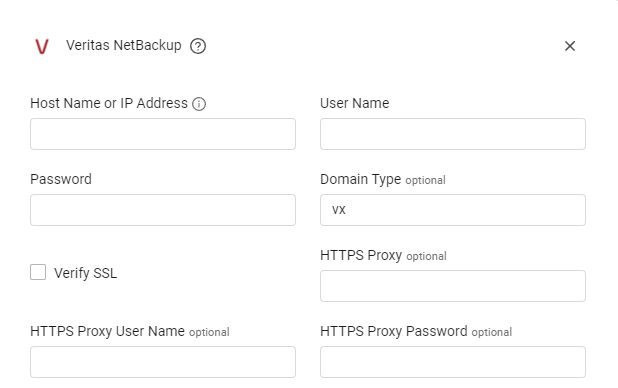 Veritas NetBackup
Host Name or IP Address
User Name
Password
Domain Type optional
vx
Verify SSL
HTTPS Proxy optional
HTTPS Proxy User Name optional
HTTPS Proxy Password optional